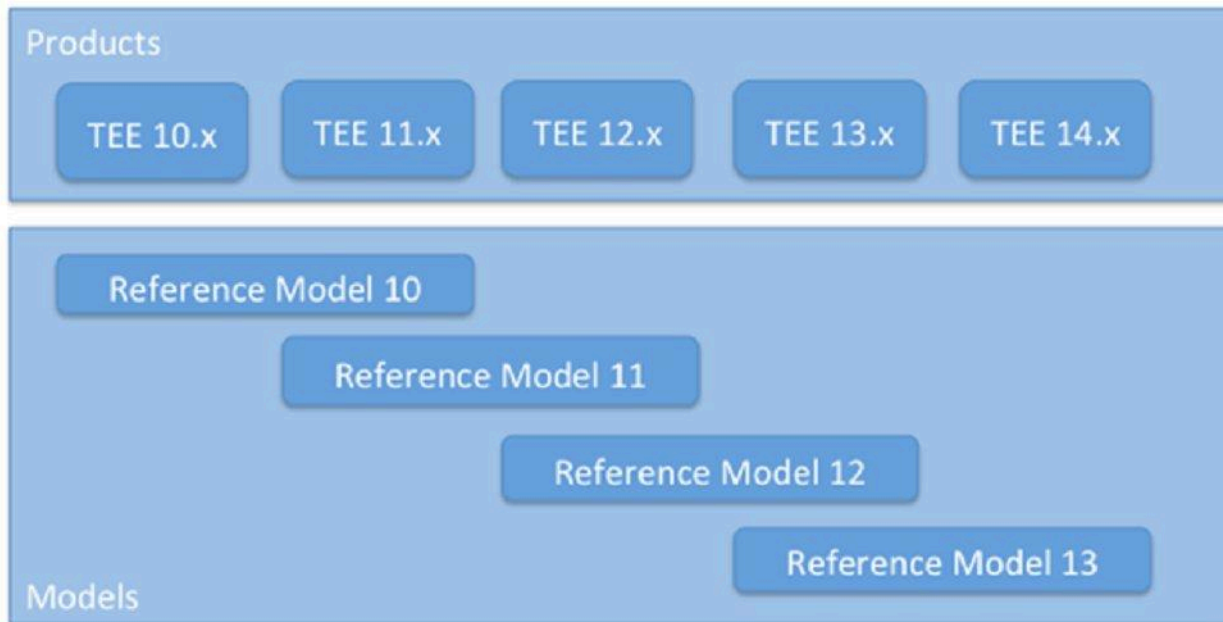 Products
TEE 10.x
TEE 11.x
TEE 12.x
TEE 13.x
TEE 14.x
Reference Model 10
Reference Model 11
Reference Model 12
Reference Model 13
Models